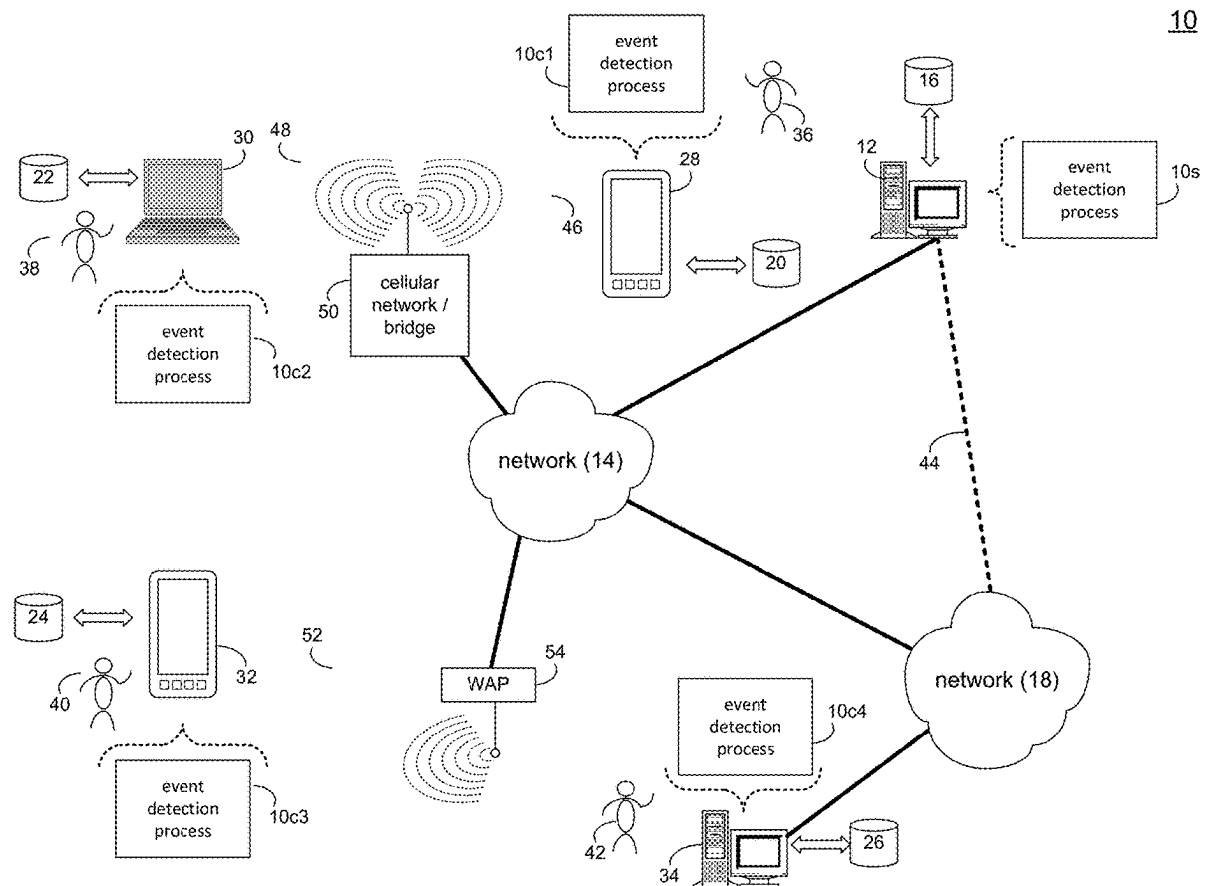 10
10c1
event
detection
process
36
16
12
event
detection
process
10s
30
48
28
22
38
46
20
50
cellular
network /
bridge
event
detection
process
10c2
network (14)
44
24
32
52
40
54
WAP
network (18)
event
detection
process
10c4
event
detection
process
10c3
42
34
26